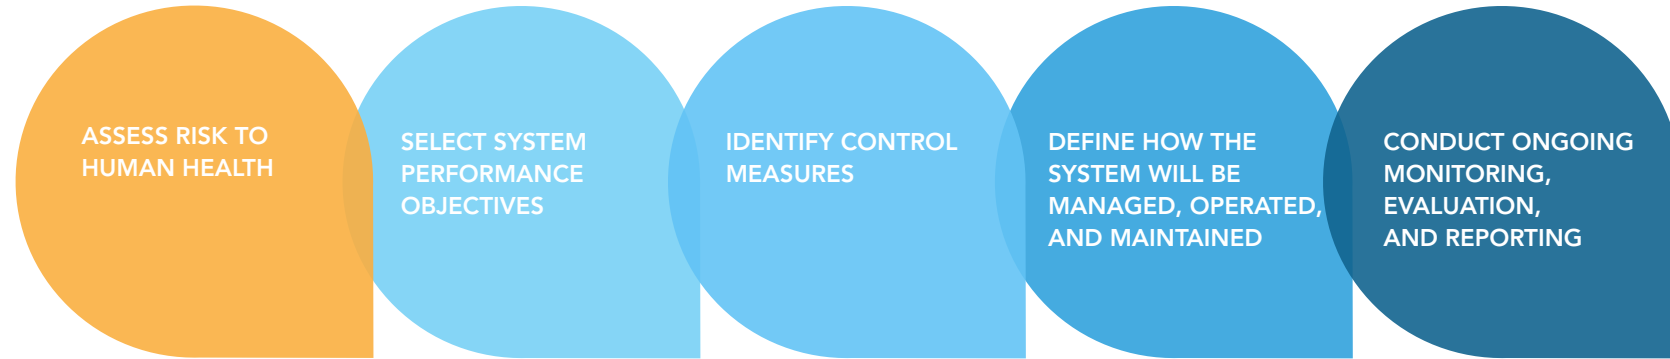 ASSESS RISK TO
HUMAN HEALTH
SELECT SYSTEM
PERFORMANCE
OBJECTIVES
IDENTIFY CONTROL
MEASURES
DEFINE HOW THE
SYSTEM WILL BE
MANAGED, OPERATED,
AND MAINTAINED
CONDUCT ONGOING
MONITORING,
EVALUATION,
AND REPORTING